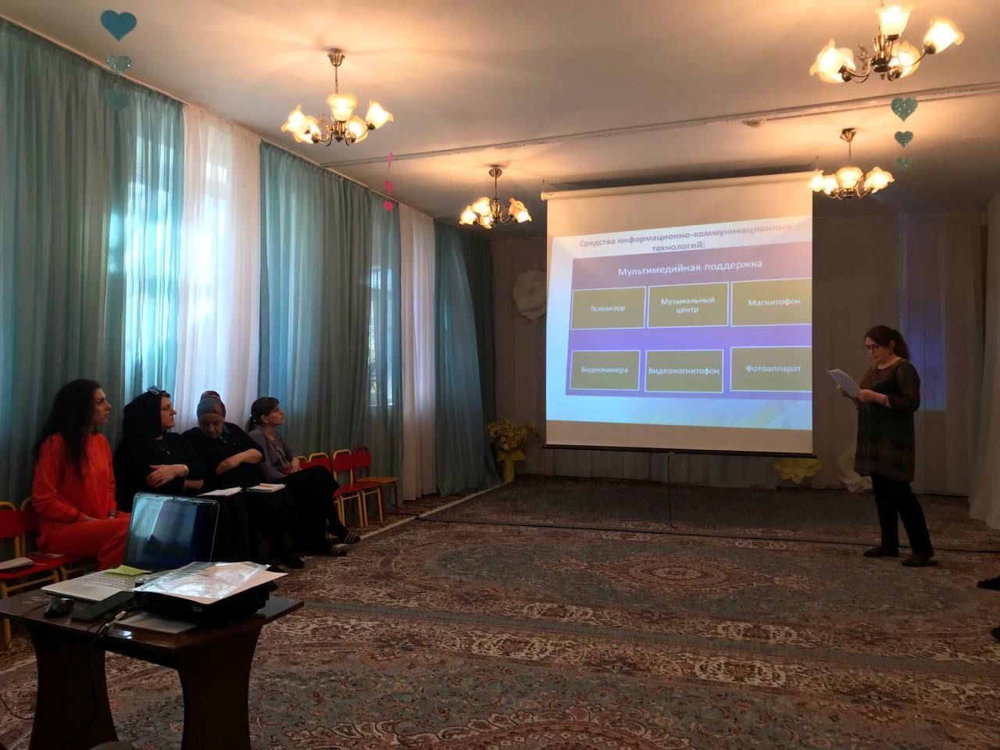 Средства информационно-коммуникационных
технологий:
Мультимедийная поддержка
Телевизор
Музыкальный
центр
Магнитофон
Видеокамера
Видеомагнитофон
Фотоаппарат